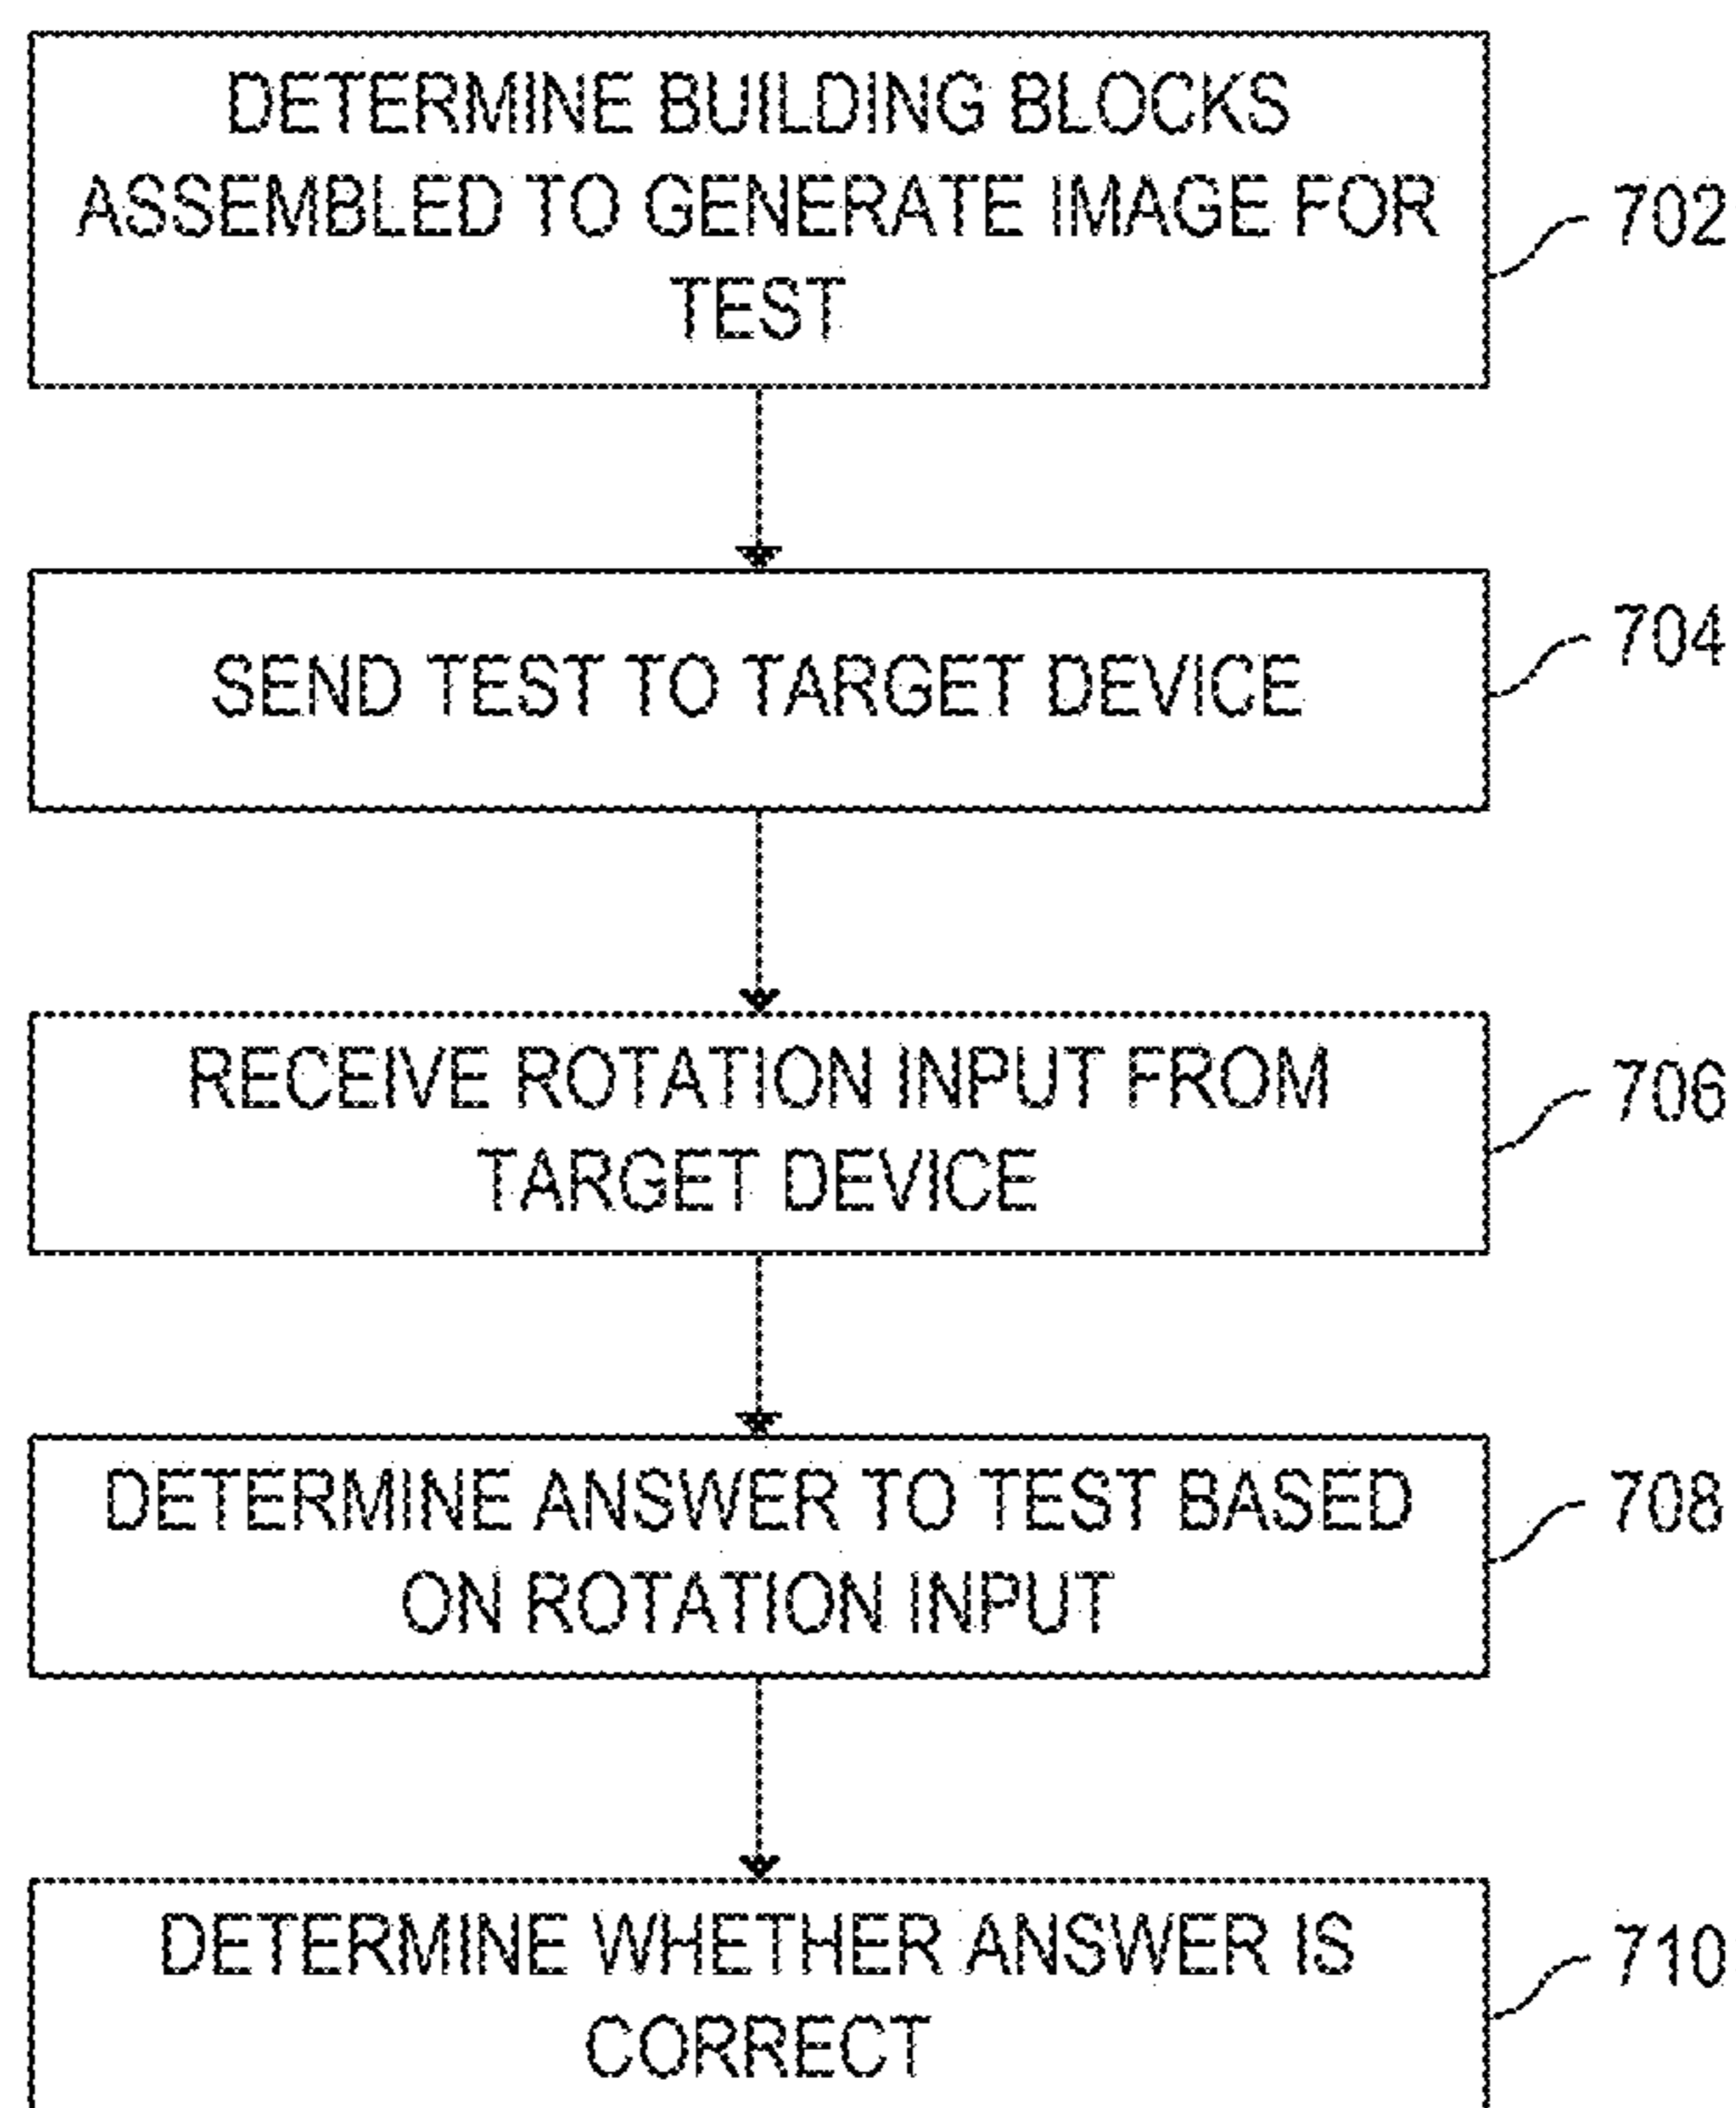 DETERMINE BUILDING BLOCKS
ASSEMBLED TO GENERATE IMAGE FOR
TEST
702
SEND TEST TO TARGET DEVICE
704
RECEIVE ROTATION INPUT FROM
TARGET DEVICE
706
DETERMINE ANSWER TO TEST BASED
ON ROTATION INPUT
708
DETERMINE WHETHER ANSWER IS
CORRECT
710